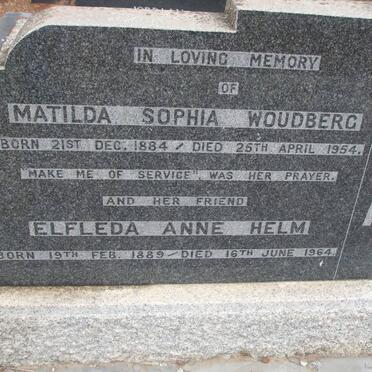 IN LOVING MEMORY
OF
MATILDA SOPHIA WOUDBERG
BORN 21ST DEC. 1884 / DIED 25TH APRIL 1954.
MAKE ME OF SERVICE", WAS HER PRAYER.
AND HER FRIEND
ELFLEDA ANNE HELM
BORN 19TH FEB. 1889 / DIED 16TH JUNE 1964.